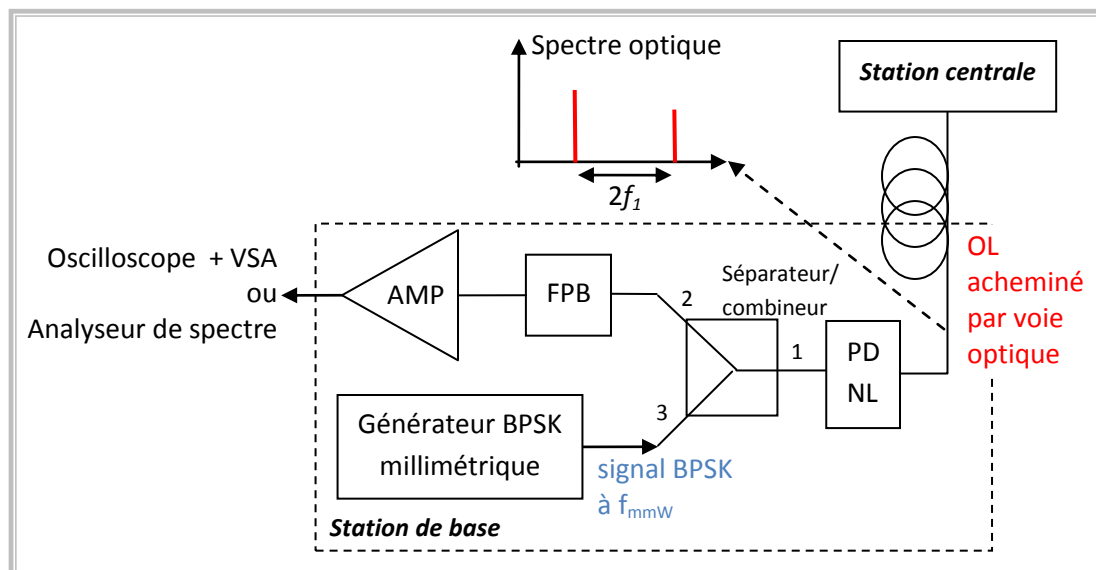 Spectre optique
Station centrale
2f₁
Oscilloscope + VSA
ou
Analyseur de spectre
AMP
FPB
Séparateur/
combineur
2
1
3
PD
NL
OL
acheminé
par voie
optique
Générateur BPSK
millimétrique
signal BPSK
à fmmW
Station de base